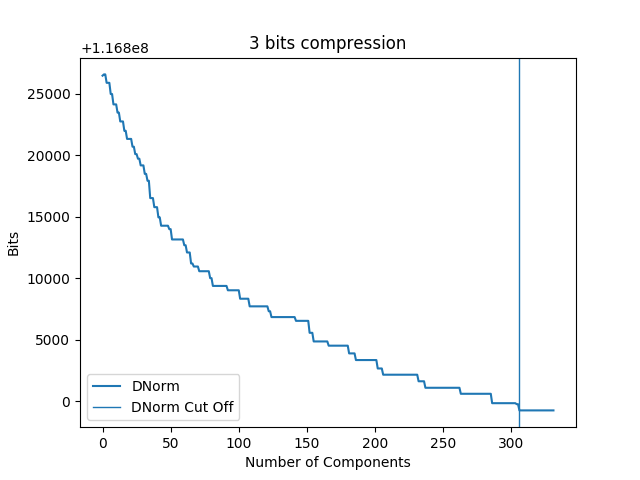 3 bits compression
+1.168e8
25000
20000
15000
10000
5000
0
Bits
DNorm
DNorm Cut Off
0 50 100 150 200 250 300
Number of Components